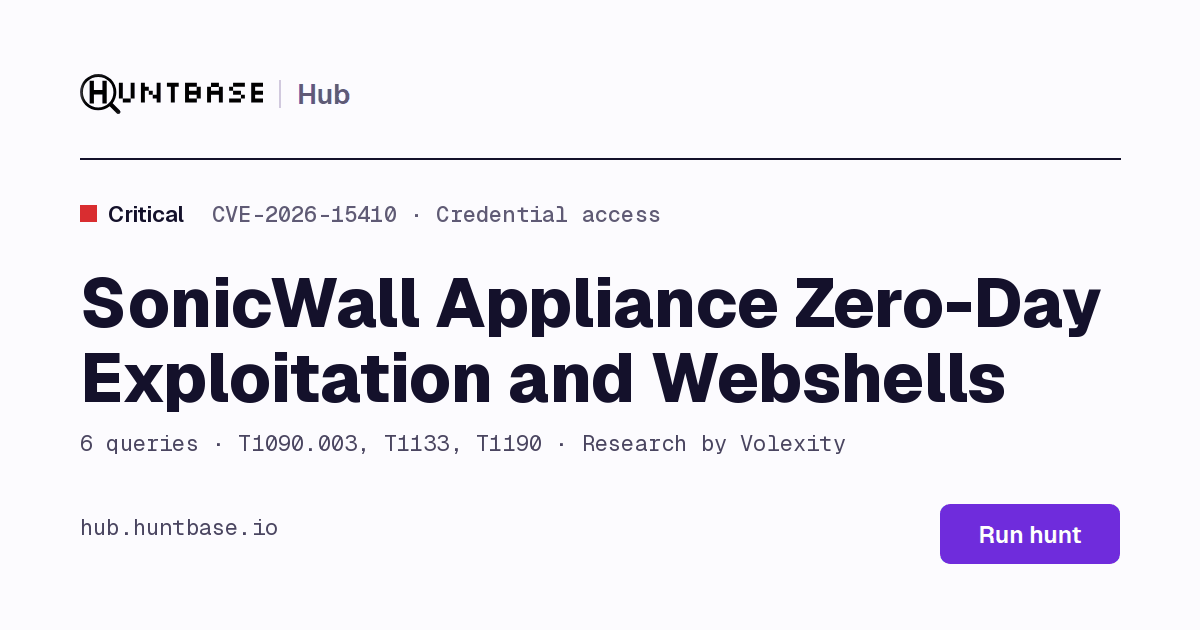 HUNTBASE | Hub
Critical CVE-2026-15410 · Credential access
SonicWall Appliance Zero-Day
Exploitation and Webshells
6 queries · T1090.003, T1133, T1190 · Research by Volexity
hub.huntbase.io
Run hunt